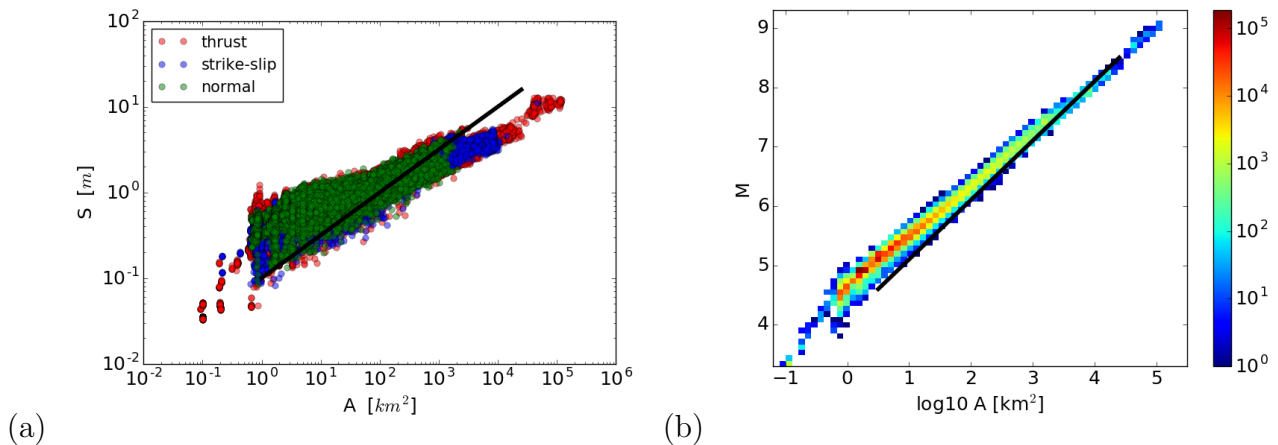 (a)
S [m]
10^2
10^1
10^0
10^-1
10^-2
thrust
strike-slip
normal
10^-2 10^-1 10^0 10^1 10^2 10^3 10^4 10^5 10^6
A [km^2]
(b)
M
9
8
7
6
5
4
-1 0 1 2 3 4 5
log10 A [km^2]
10^5
10^4
10^3
10^2
10^1
10^0